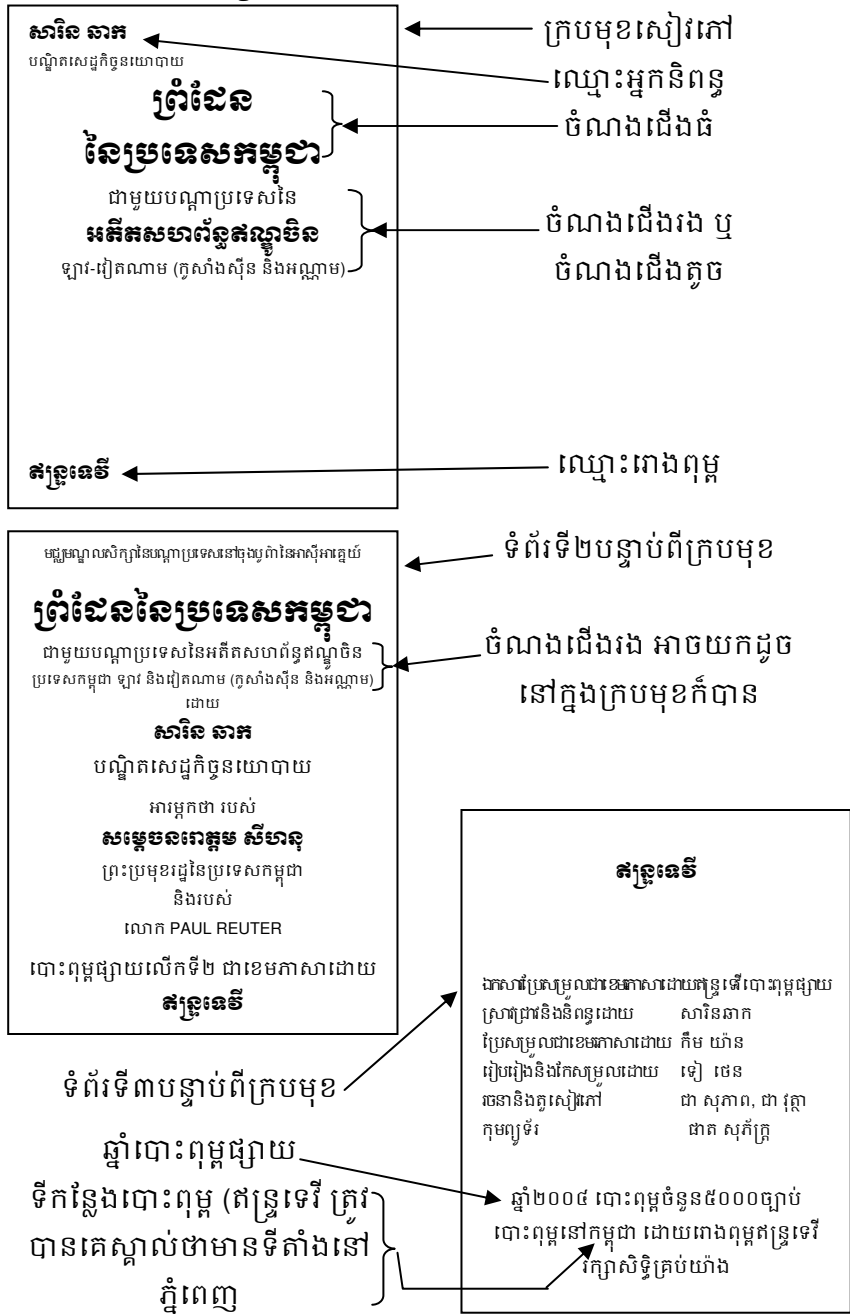 សារិន ឆាក
បណ្ឌិតសេដ្ឋកិច្ចនយោបាយ
ព្រំដែន
នៃប្រទេសកម្ពុជា
ជាមួយបណ្តាប្រទេសនៃ
អតីតសហព័ន្ធឥណ្ឌូចិន
ឡាវ-វៀតណាម (កូសាំងស៊ីន និងអណ្ណាម)
ឥន្ទ្រទេវី
ក្របមុខសៀវភៅ
ឈ្មោះអ្នកនិពន្ធ
ចំណងជើងធំ
ចំណងជើងរង ឬ
ចំណងជើងតូច
ឈ្មោះរោងពុម្ព
មជ្ឈមណ្ឌលសិក្សានៃបណ្តាប្រទេសនៅចុងបូព៌ានៃអាស៊ីអាគ្នេយ៍
ព្រំដែននៃប្រទេសកម្ពុជា
ជាមួយបណ្តាប្រទេសនៃអតីតសហព័ន្ធឥណ្ឌូចិន
ប្រទេសកម្ពុជា ឡាវ និងវៀតណាម (កូសាំងស៊ីន និងអណ្ណាម)
ដោយ
សារិន ឆាក
បណ្ឌិតសេដ្ឋកិច្ចនយោបាយ
អារម្ភកថា របស់
សម្តេចនរោត្តម សីហនុ
ព្រះប្រមុខរដ្ឋនៃប្រទេសកម្ពុជា
និងរបស់
លោក PAUL REUTER
បោះពុម្ពផ្សាយលើកទី២ ជាខេមភាសាដោយ
ឥន្ទ្រទេវី
ទំព័រទី២បន្ទាប់ពីក្របមុខ
ចំណងជើងរង អាចយកដូច
នៅក្នុងក្របមុខក៏បាន
ឥន្ទ្រទេវី
ឯកសារប្រែសម្រួលជាខេមភាសាដោយឥន្ទ្រទេវីបោះពុម្ពផ្សាយ
ស្រាវជ្រាវនិងនិពន្ធដោយ សារិនឆាក
ប្រែសម្រួលជាខេមរភាសាដោយ កឹម យ៉ាន
រៀបរៀងនិងកែសម្រួលដោយ ទៀ ថេន
រចនានិងតួសៀវភៅ ជា សុភាព, ជា វុត្ថា
កុមព្យូទ័រ ផាត សុភ័ក្ត្រ
ឆ្នាំ២០០៤ បោះពុម្ពចំនួន៥០០០ច្បាប់
បោះពុម្ពនៅកម្ពុជា ដោយរោងពុម្ពឥន្ទ្រទេវី
រក្សាសិទ្ធិគ្រប់យ៉ាង
ទំព័រទី៣បន្ទាប់ពីក្របមុខ
ឆ្នាំបោះពុម្ពផ្សាយ
ទីកន្លែងបោះពុម្ព (ឥន្ទ្រទេវី ត្រូវ
បានគេស្គាល់ថាមានទីតាំងនៅ
ភ្នំពេញ